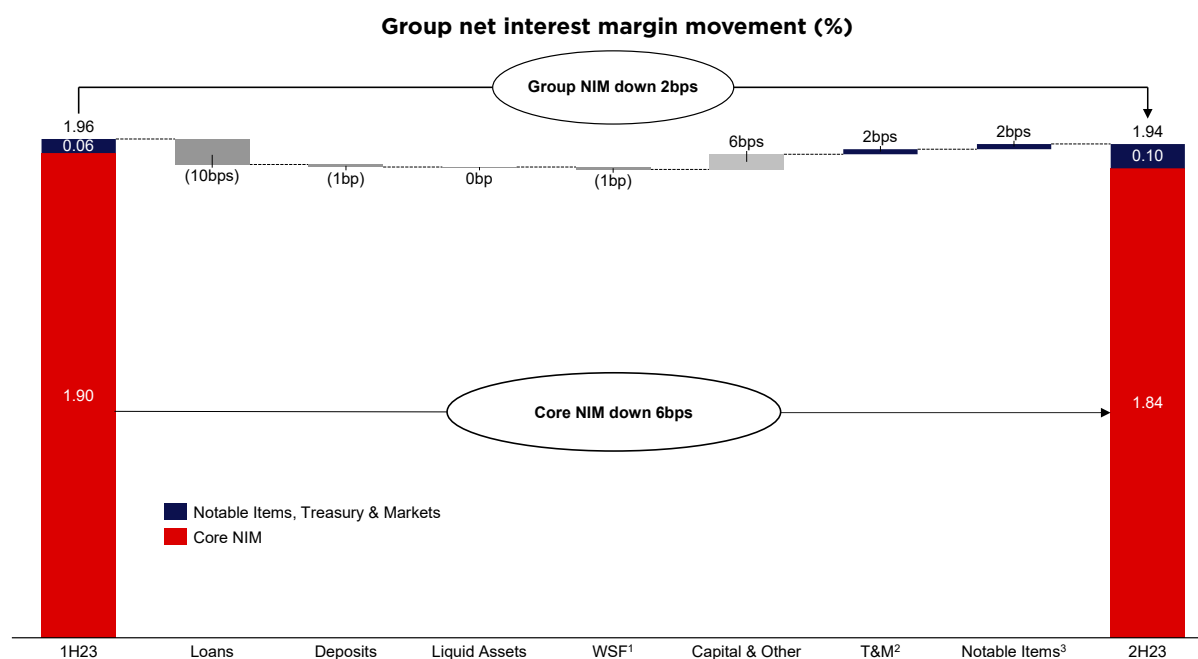 Group net interest margin movement (%)
Group NIM down 2bps
1.96
0.06
(10bps)
(1bp)
0bp
(1bp)
6bps
2bps
2bps
1.94
0.10
1.90
Core NIM down 6bps
1.84
Notable Items, Treasury & Markets
Core NIM
1H23
Loans
Deposits
Liquid Assets
WSF¹
Capital & Other
T&M²
Notable Items³
2H23